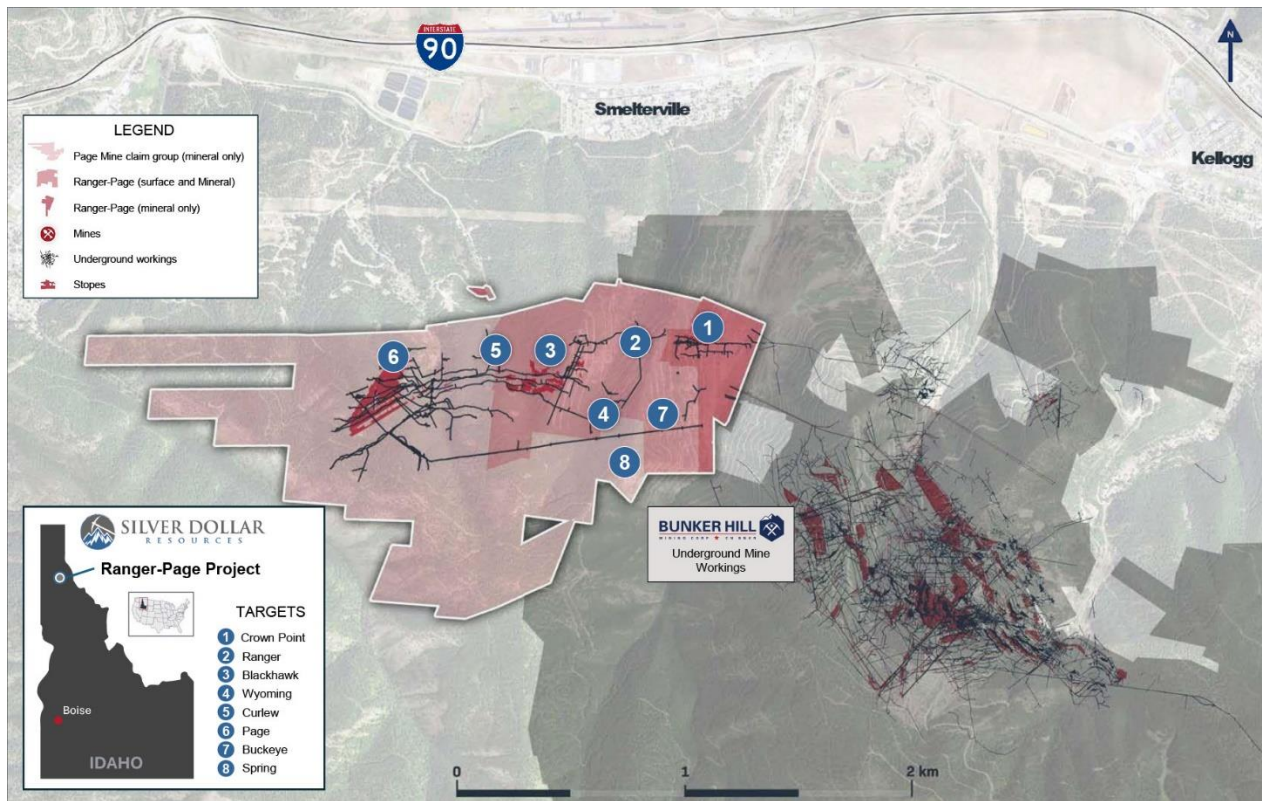 INTERSTATE
90
N
Smelterville
Kellogg
LEGEND
Page Mine claim group (mineral only)
Ranger-Page (surface and Mineral)
Ranger-Page (mineral only)
Mines
Underground workings
Stopes
1
2
3
4
5
6
7
8
BUNKER HILL
Underground Mine
Workings
SILVER DOLLAR
RESOURCES
Ranger-Page Project
TARGETS
1 Crown Point
2 Ranger
3 Blackhawk
4 Wyoming
5 Curlew
6 Page
7 Buckeye
8 Spring
Boise
IDAHO
0 1 2 km